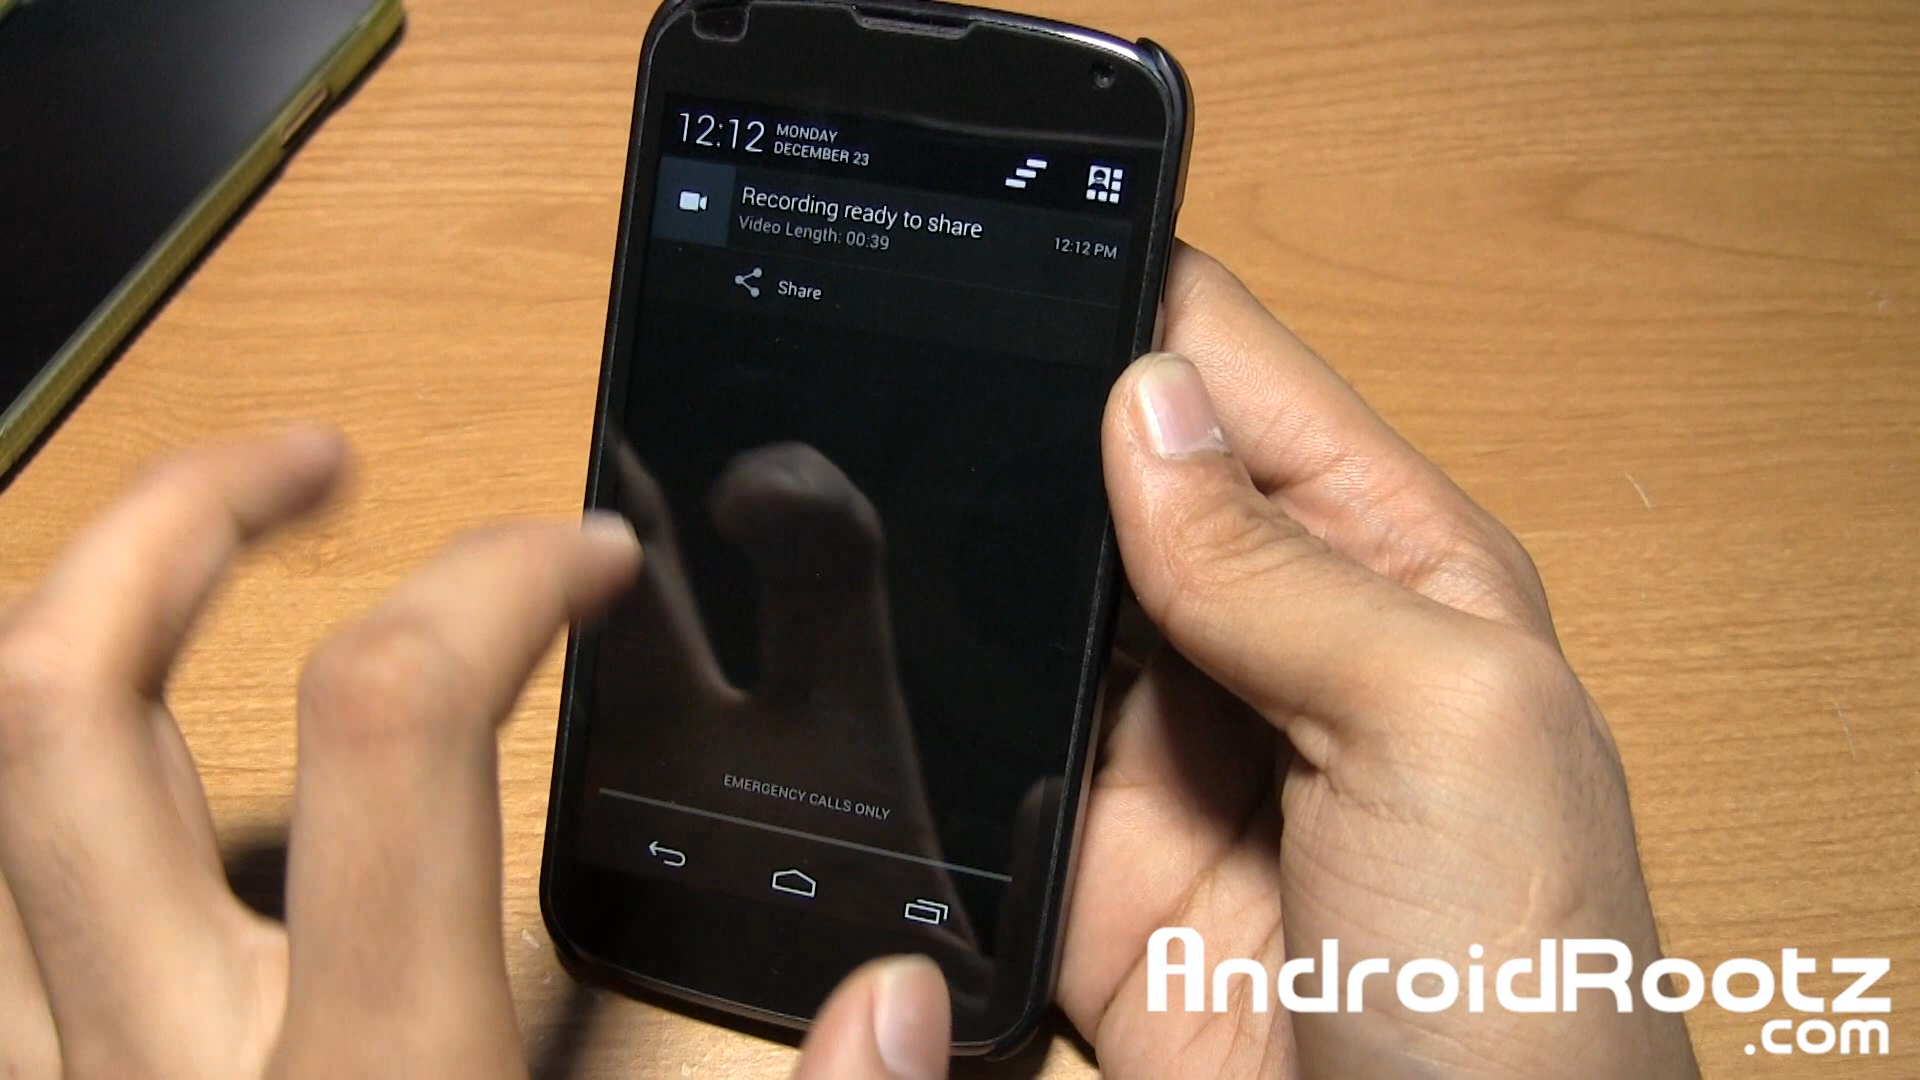 12:12 MONDAY
DECEMBER 23
Recording ready to share
Video Length: 00:39
12:12 PM
Share
EMERGENCY CALLS ONLY
AndroidRootz
.com